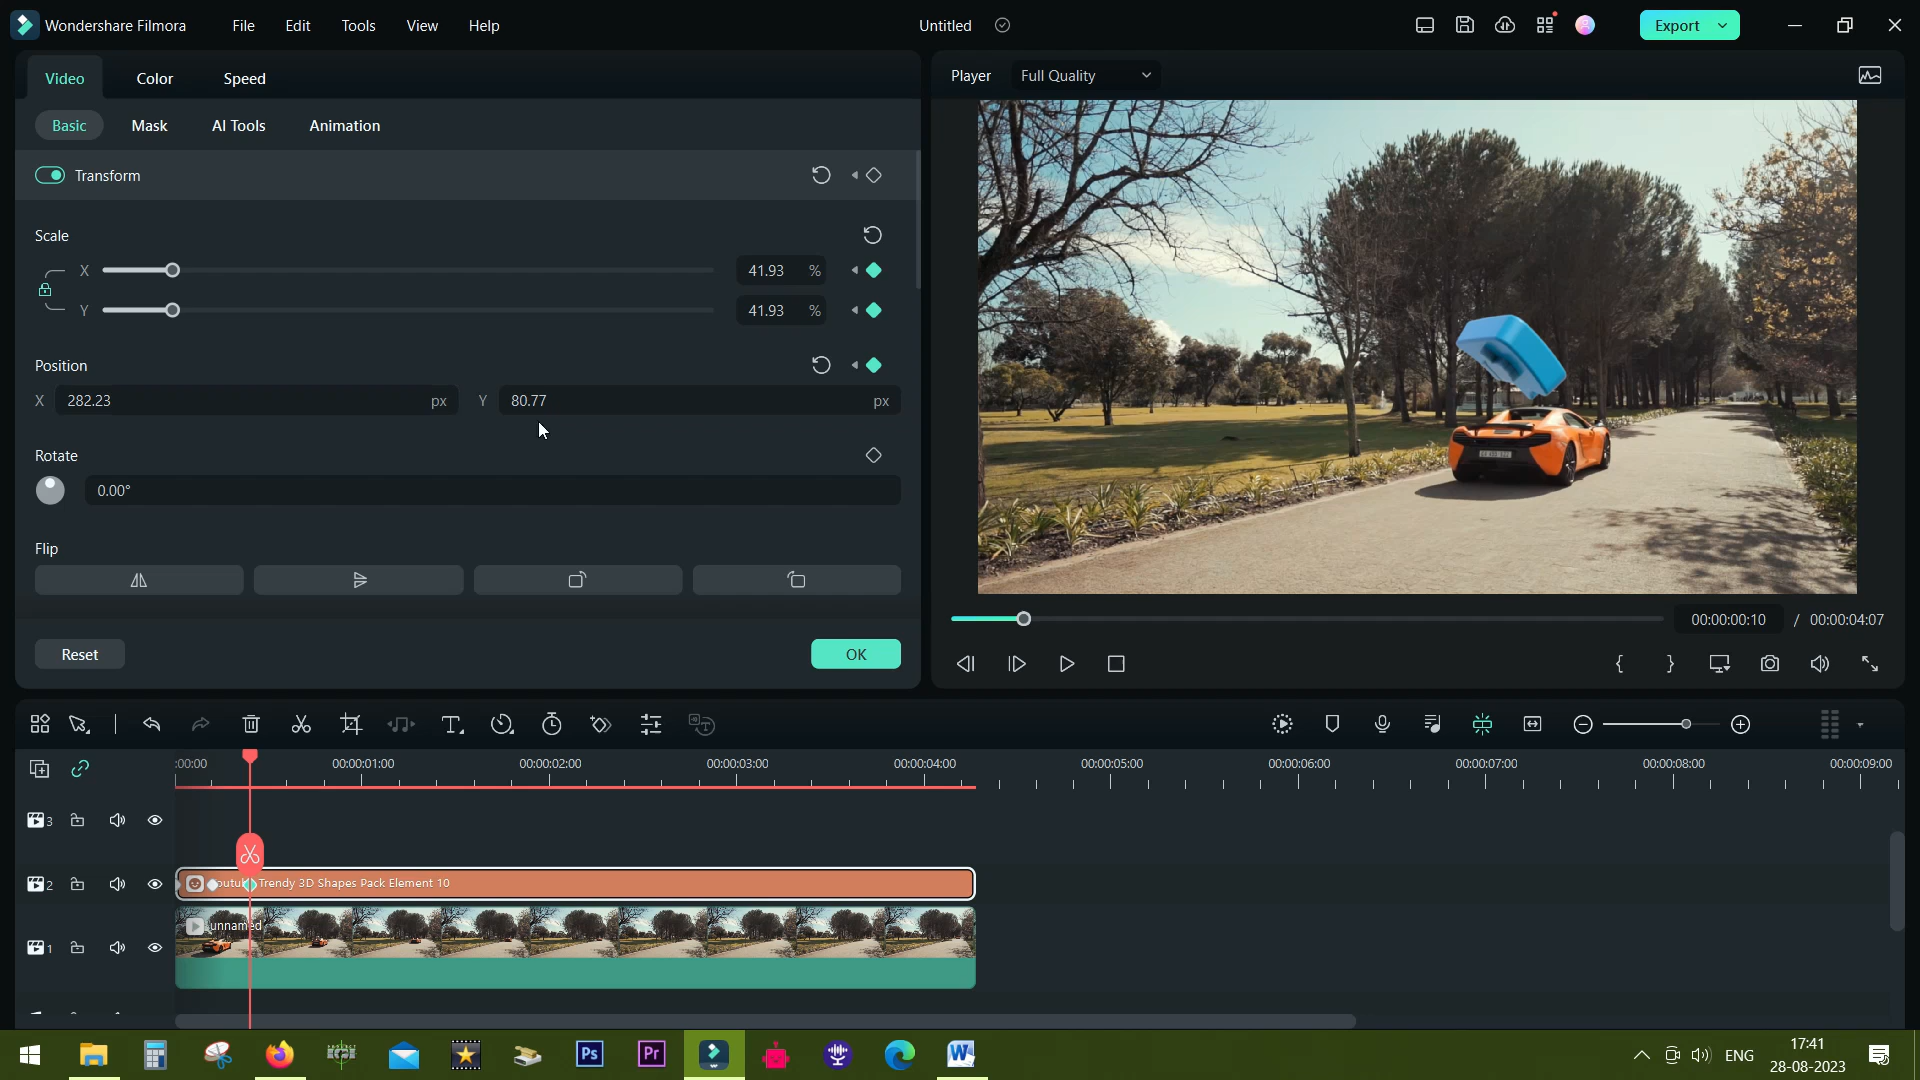 Wondershare Filmora File Edit Tools View Help Untitled Export
Video Color Speed
Player Full Quality
Basic Mask AI Tools Animation
Transform
Scale
X 41.93 %
Y 41.93 %
Position
X 282.23 px Y 80.77 px
Rotate
0.00°
Flip
00:00:00:10 / 00:00:04:07
Reset OK
:00:00 00:00:01:00 00:00:02:00 00:00:03:00 00:00:04:00 00:00:05:00 00:00:06:00 00:00:07:00 00:00:08:00 00:00:09:00
3
2 Trendy 3D Shapes Pack Element 10
unnamed
1
Ps Pr ENG
17:41
28-08-2023